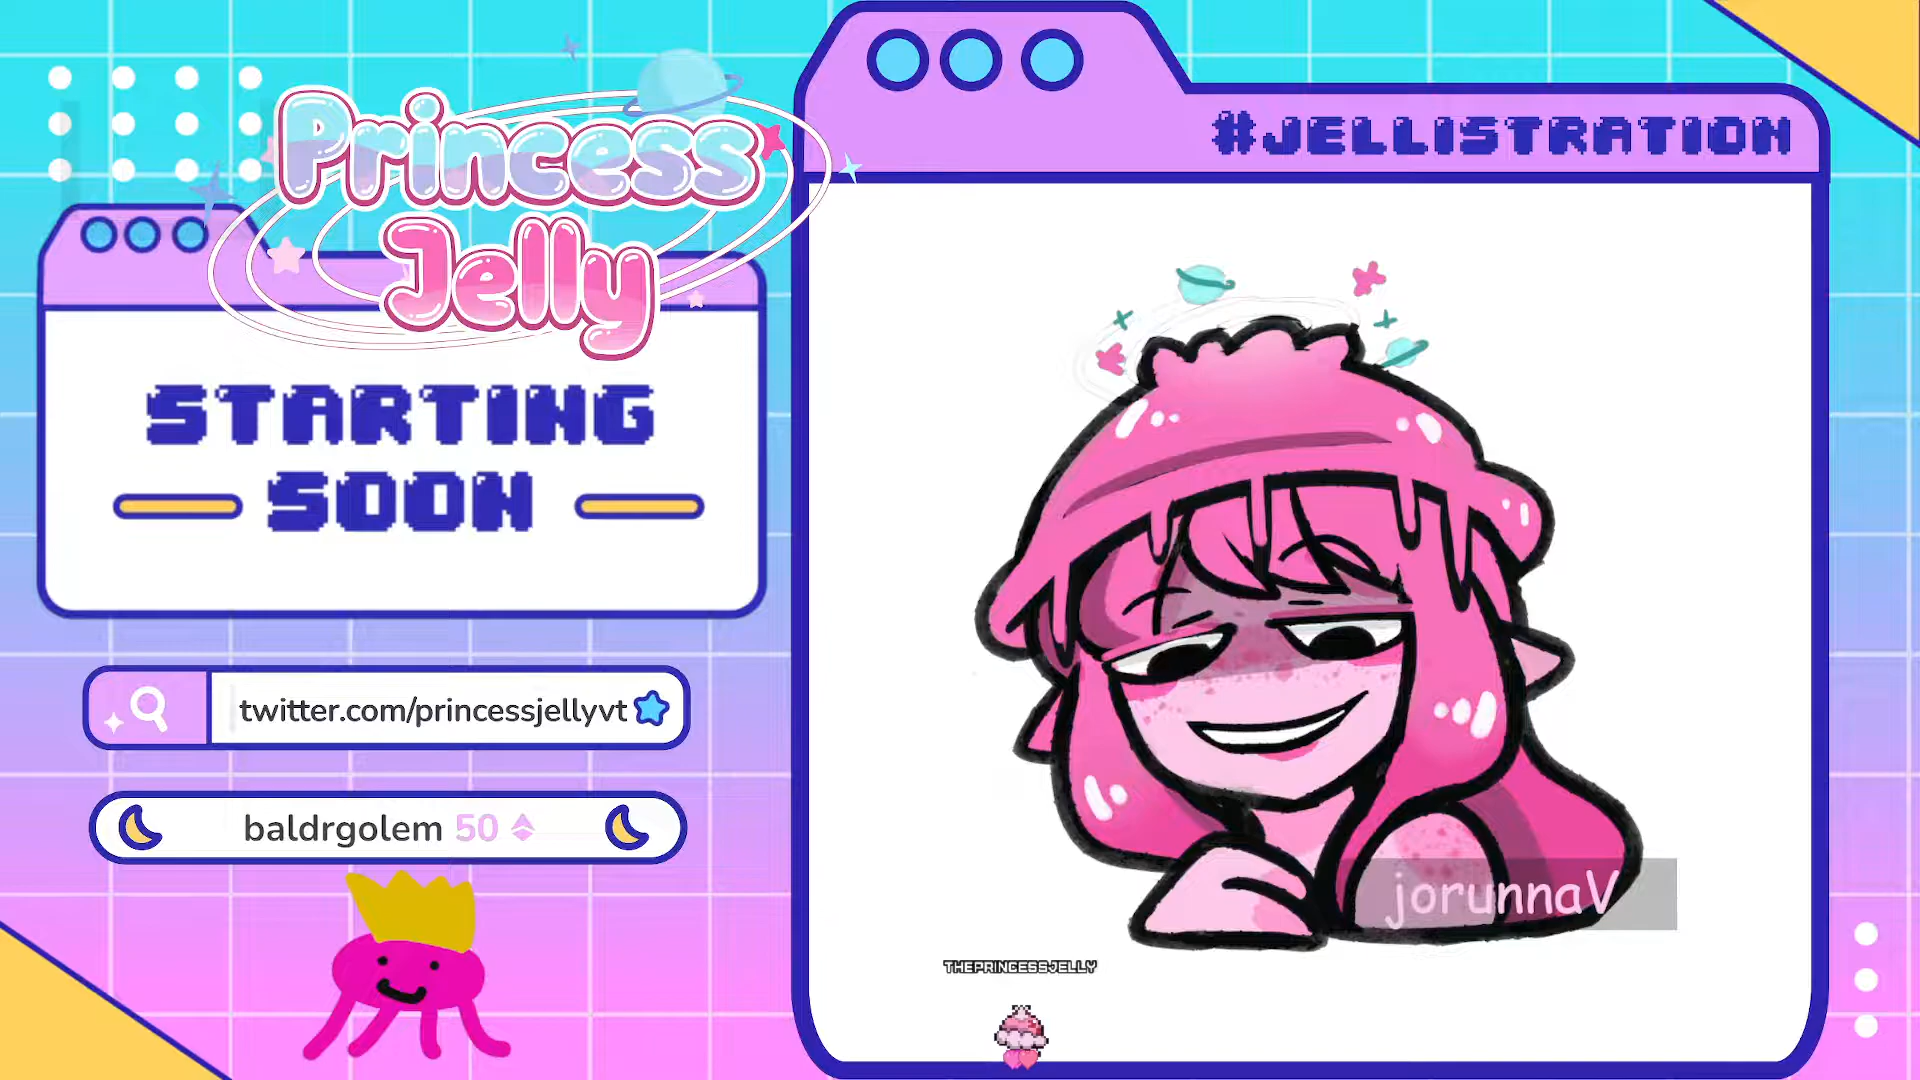 Princess
Jelly
STARTING
SOON
twitter.com/princessjellyvt
baldrgolem 50
#JELLISTRATION
jorunnaV
THEPRINCESSJELLY